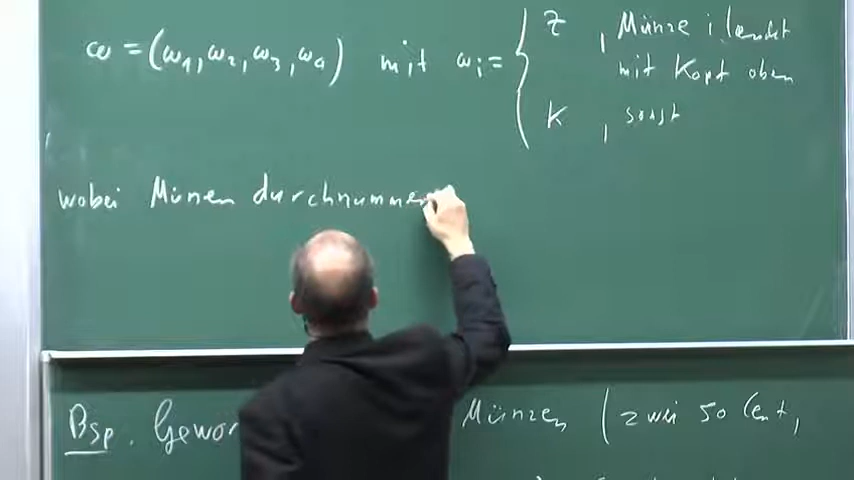 ω = (ω₁, ω₂, ω₃, ω₄) mit ωᵢ = { Z , Münze i landet
mit Kopf oben
K , sonst
wobei Münen durchnummer
Bsp. Gewor Münzen (zwei 50 Cent,